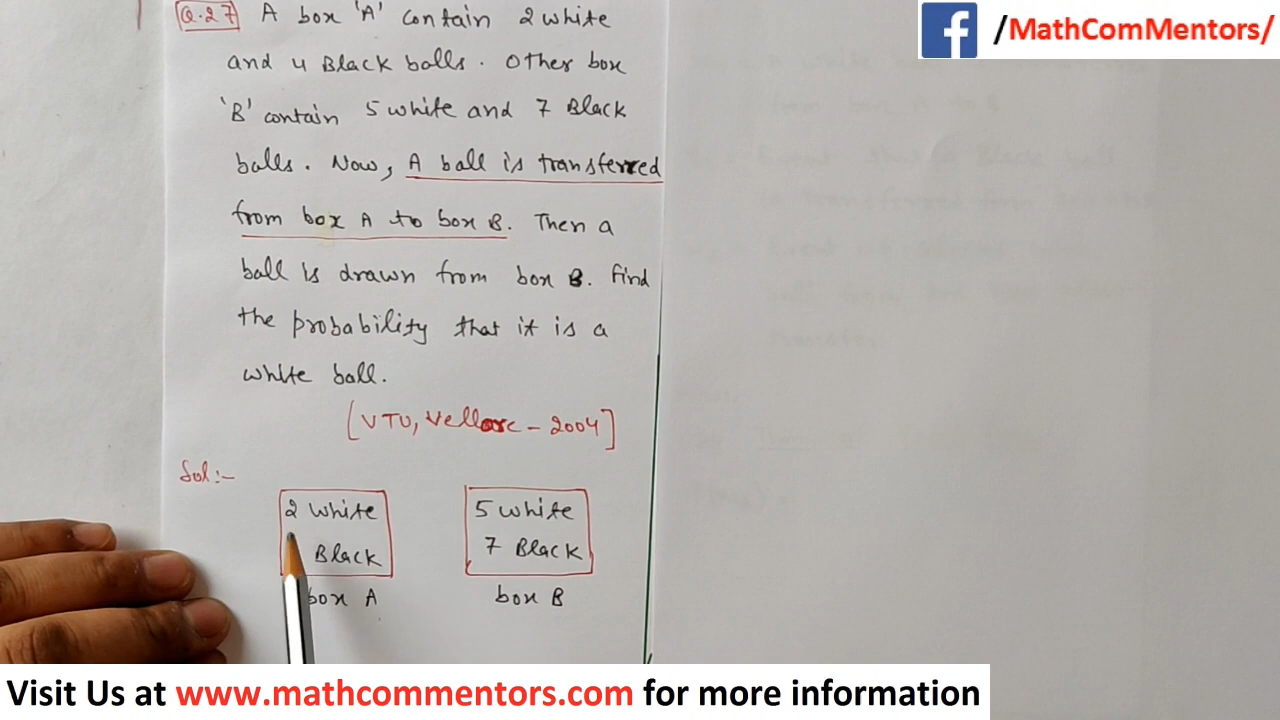 Q.27 A box 'A' contain 2 white
and 4 Black balls. Other box
'B' contain 5 white and 7 Black
balls. Now, A ball is transferred
from box A to box B. Then a
ball is drawn from box B. Find
the probability that it is a
white ball.
[VTU, Vellore - 2004]
Sol:-
2 white
Black
box A
5 white
7 Black
box B
/MathComMentors/
Visit Us at www.mathcommentors.com for more information